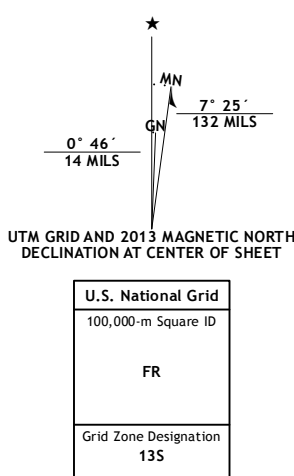 ★
MN
GN
7° 25´
132 MILS
0° 46´
14 MILS
UTM GRID AND 2013 MAGNETIC NORTH
DECLINATION AT CENTER OF SHEET
U.S. National Grid
100,000-m Square ID
FR
Grid Zone Designation
13S